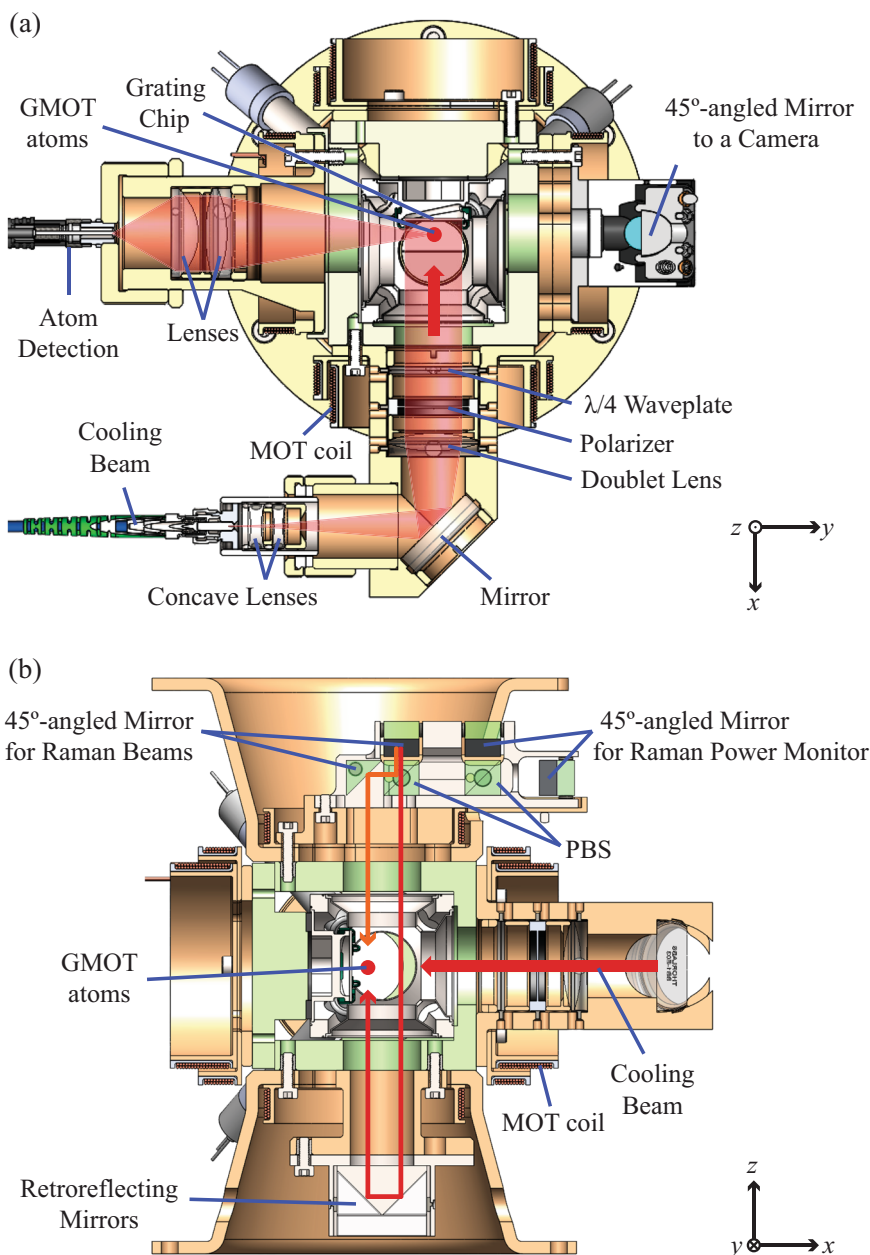 (a)
GMOT
atoms
Grating
Chip
45º-angled Mirror
to a Camera
Atom
Detection
Lenses
MOT coil
λ/4 Waveplate
Polarizer
Doublet Lens
Cooling
Beam
Concave Lenses
Mirror
z
y
x
(b)
45º-angled Mirror
for Raman Beams
45º-angled Mirror
for Raman Power Monitor
PBS
GMOT
atoms
Cooling
Beam
MOT coil
Retroreflecting
Mirrors
z
y
x